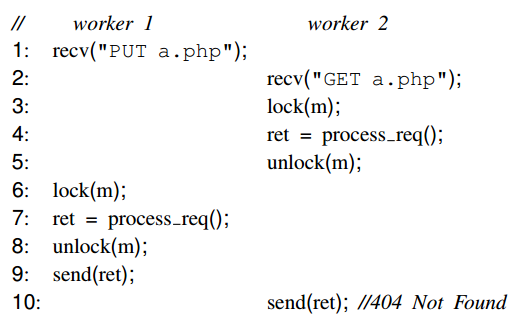 // worker 1 worker 2
1: recv("PUT a.php");
2: recv("GET a.php");
3: lock(m);
4: ret = process_req();
5: unlock(m);
6: lock(m);
7: ret = process_req();
8: unlock(m);
9: send(ret);
10: send(ret); //404 Not Found